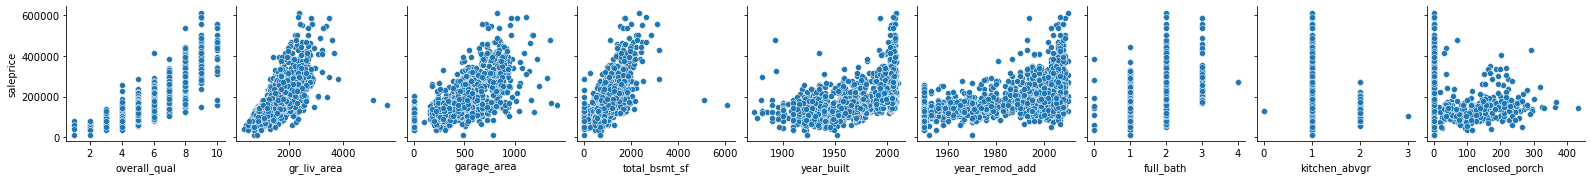 600000
400000
200000
0
saleprice
2 4 6 8 10
overall_qual
2000 4000
gr_liv_area
0 500 1000
garage_area
0 2000 4000 6000
total_bsmt_sf
1900 1950 2000
year_built
1960 1980 2000
year_remod_add
0 1 2 3 4
full_bath
0 1 2 3
kitchen_abvgr
0 100 200 300 400
enclosed_porch